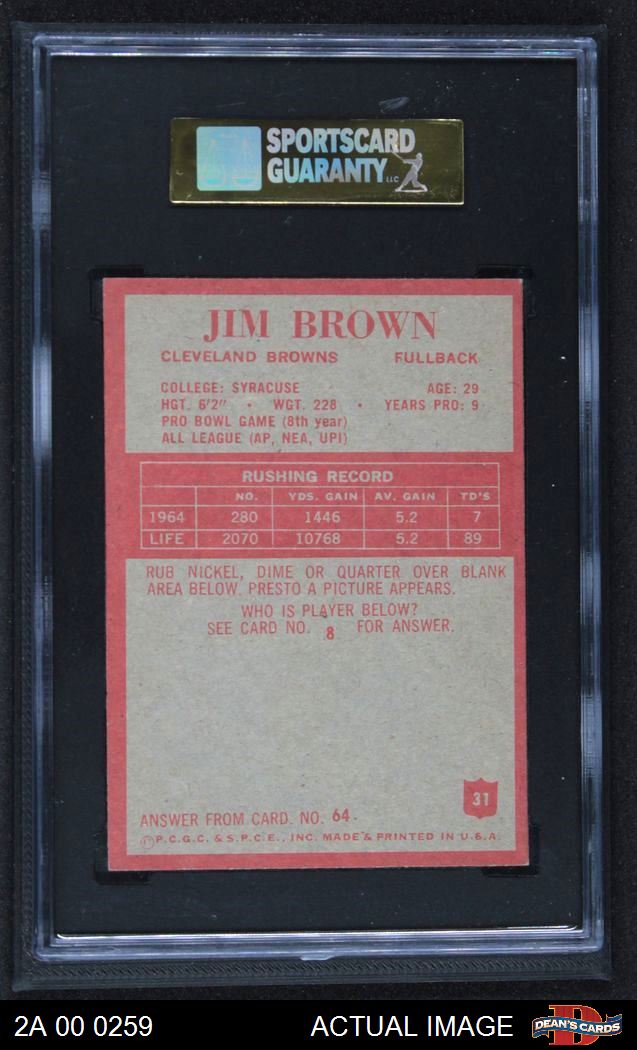 SPORTSCARD
GUARANTY LLC
JIM BROWN
CLEVELAND BROWNS FULLBACK
COLLEGE: SYRACUSE AGE: 29
HGT. 6'2" • WGT. 228 • YEARS PRO: 9
PRO BOWL GAME (8th year)
ALL LEAGUE (AP, NEA, UPI)
RUSHING RECORD
NO. YDS. GAIN AV. GAIN TD'S
1964 280 1446 5.2 7
LIFE 2070 10768 5.2 89
RUB NICKEL, DIME OR QUARTER OVER BLANK
AREA BELOW. PRESTO A PICTURE APPEARS.
WHO IS PLAYER BELOW?
SEE CARD NO. 8 FOR ANSWER.
31
ANSWER FROM CARD. NO. 64.
©P.C.G.C. & S.P.C.E., INC. MADE & PRINTED IN U.S.A.
2A 00 0259 ACTUAL IMAGE D DEAN'S CARDS